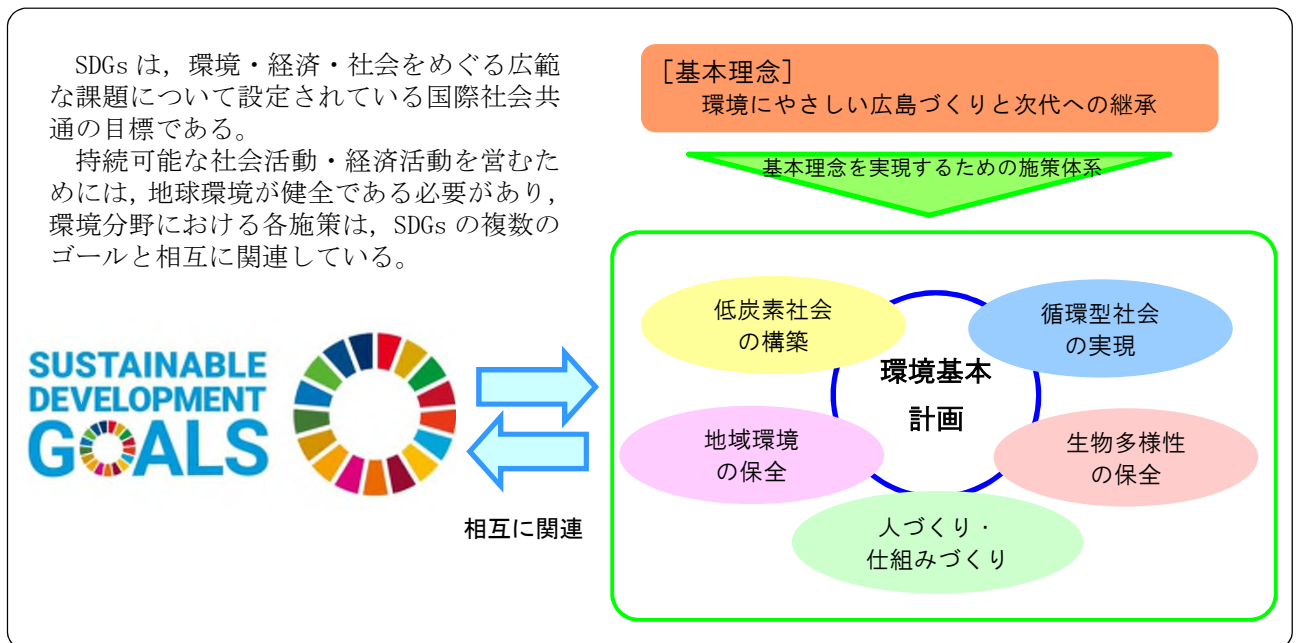 SDGs は，環境・経済・社会をめぐる広範
な課題について設定されている国際社会共
通の目標である。
持続可能な社会活動・経済活動を営むた
めには，地球環境が健全である必要があり，
環境分野における各施策は，SDGs の複数の
ゴールと相互に関連している。
SUSTAINABLE
DEVELOPMENT
GOALS
相互に関連
［基本理念］
環境にやさしい広島づくりと次代への継承
基本理念を実現するための施策体系
低炭素社会
の構築
循環型社会
の実現
環境基本
計画
地域環境
の保全
生物多様性
の保全
人づくり・
仕組みづくり